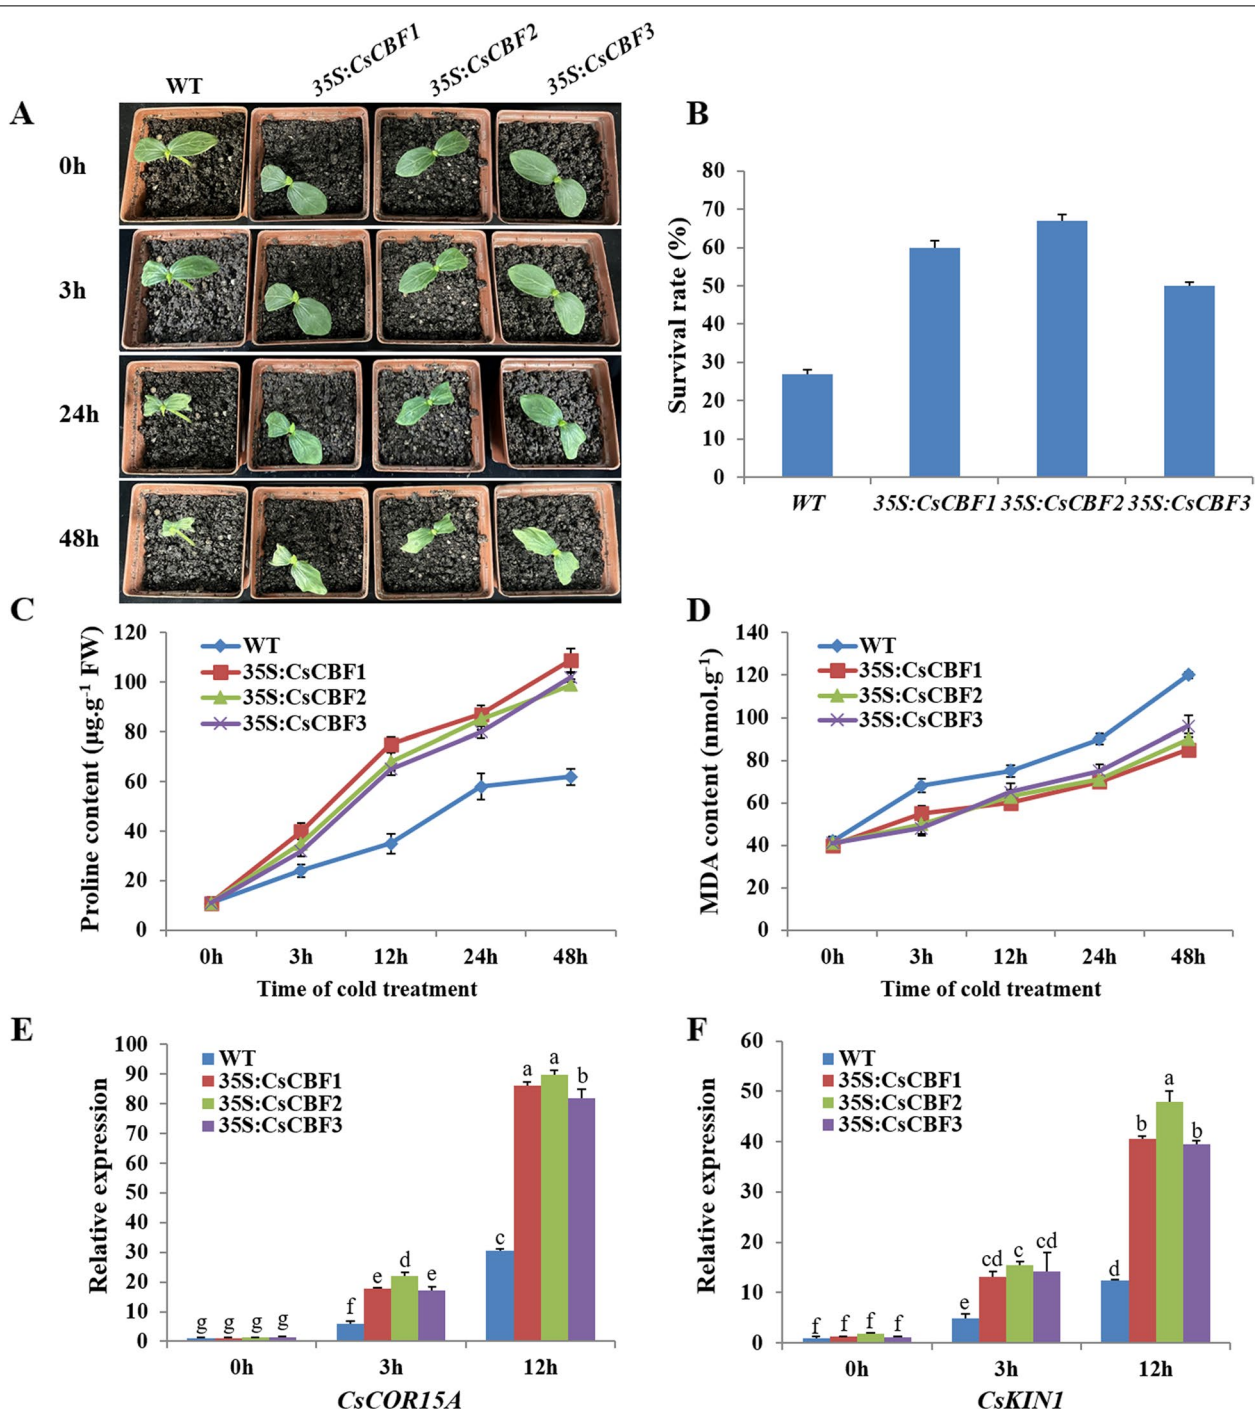 WT 35S:CsCBF1 35S:CsCBF2 35S:CsCBF3
A
0h
3h
24h
48h
B
Survival rate (%)
80
70
60
50
40
30
20
10
0
WT 35S:CsCBF1 35S:CsCBF2 35S:CsCBF3
C
Proline content (µg.g⁻¹ FW)
120
100
80
60
40
20
0
WT
35S:CsCBF1
35S:CsCBF2
35S:CsCBF3
0h 3h 12h 24h 48h
Time of cold treatment
D
MDA content (nmol.g⁻¹)
140
120
100
80
60
40
20
0
WT
35S:CsCBF1
35S:CsCBF2
35S:CsCBF3
0h 3h 12h 24h 48h
Time of cold treatment
E
Relative expression
100
90
80
70
60
50
40
30
20
10
0
WT
35S:CsCBF1
35S:CsCBF2
35S:CsCBF3
g g g g
f e d e
c a a b
0h 3h 12h
CsCOR15A
F
Relative expression
60
50
40
30
20
10
0
WT
35S:CsCBF1
35S:CsCBF2
35S:CsCBF3
f f f f
e cd c cd
d b a b
0h 3h 12h
CsKIN1